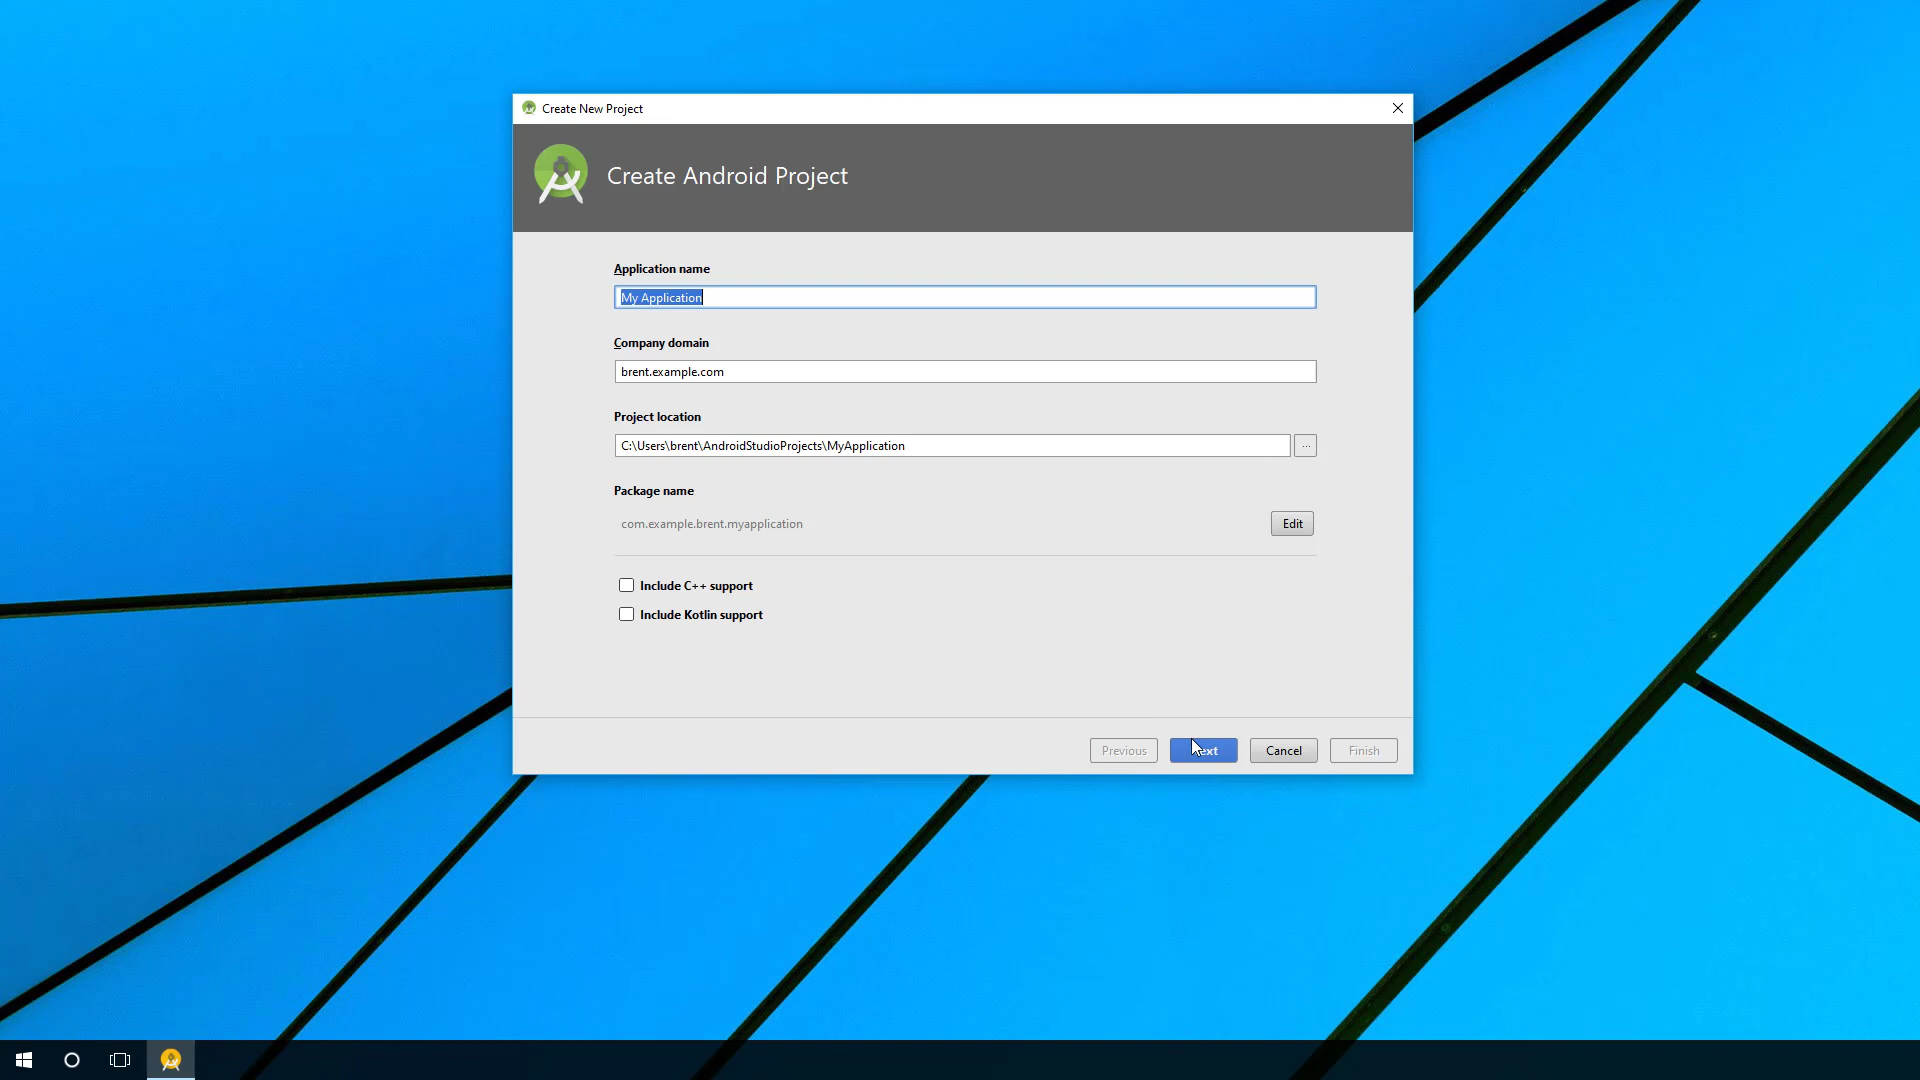 Create New Project
Create Android Project
Application name
My Application
Company domain
brent.example.com
Project location
C:\Users\brent\AndroidStudioProjects\MyApplication
...
Package name
com.example.brent.myapplication
Edit
Include C++ support
Include Kotlin support
Previous
Cancel
Finish